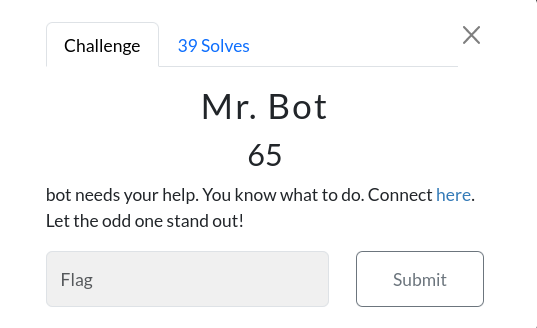 Challenge
39 Solves
Mr. Bot
65
bot needs your help. You know what to do. Connect here.
Let the odd one stand out!
Flag
Submit